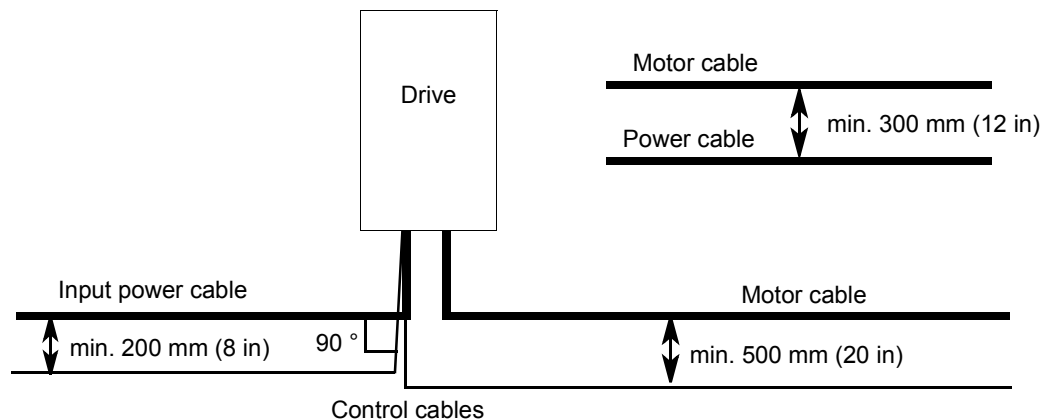 Drive
Motor cable
min. 300 mm (12 in)
Power cable
Input power cable
Motor cable
min. 200 mm (8 in)
90 °
min. 500 mm (20 in)
Control cables